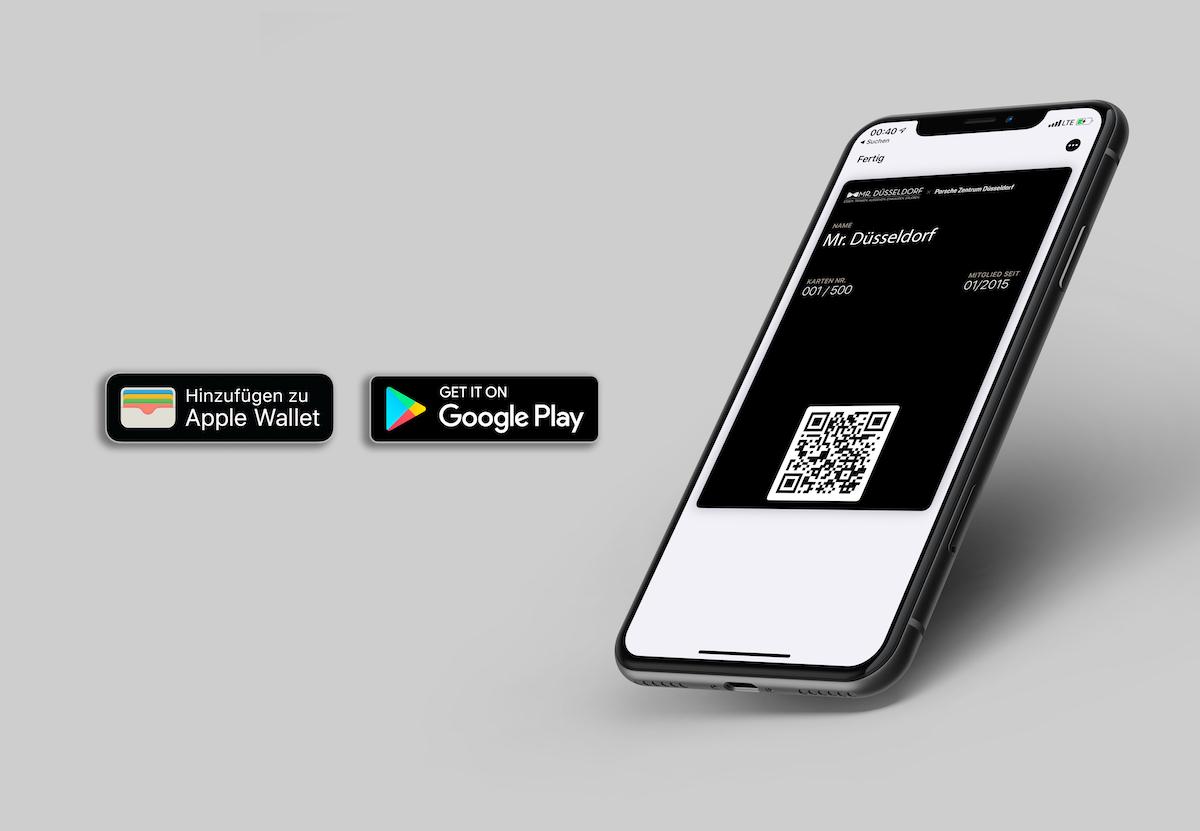 Hinzufügen zu
Apple Wallet
GET IT ON
Google Play
00:40
LTE
Suchen
Fertig
MR. DÜSSELDORF × Porsche Zentrum Düsseldorf
NAME
Mr. Düsseldorf
KARTEN NR.
001 / 500
MITGLIED SEIT
01/2015